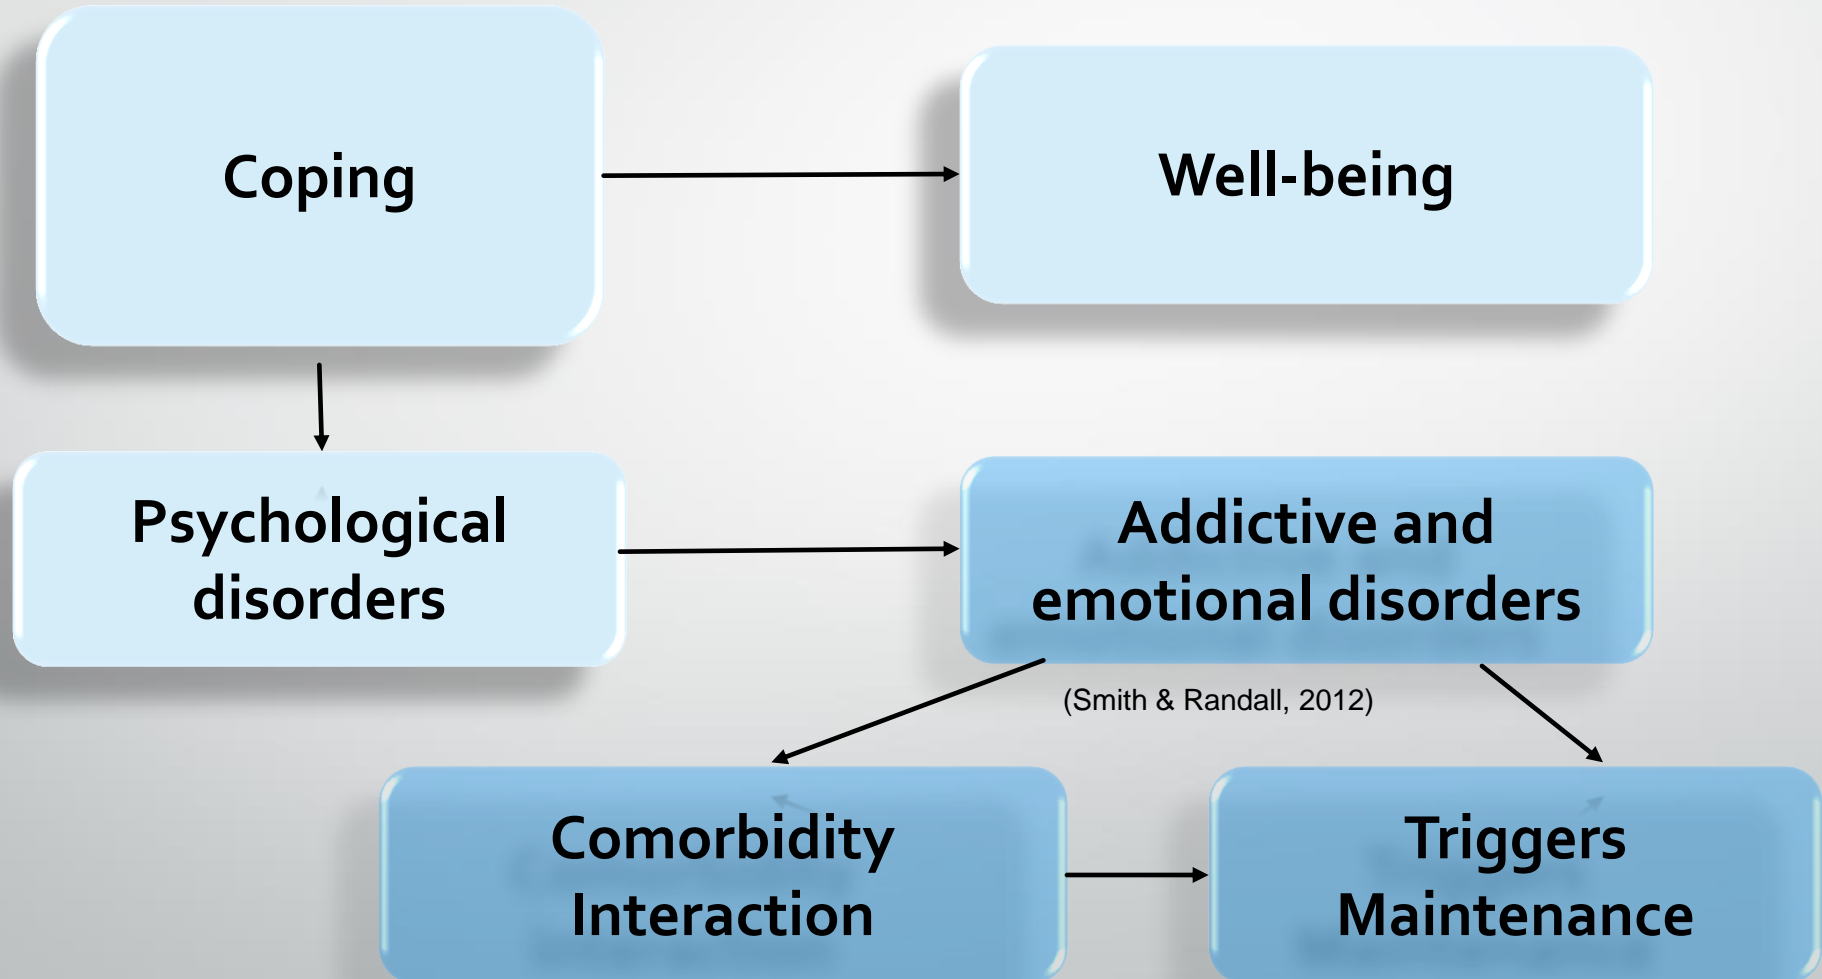 Coping
Well-being
Psychological
disorders
Addictive and
emotional disorders
(Smith & Randall, 2012)
Comorbidity
Interaction
Triggers
Maintenance